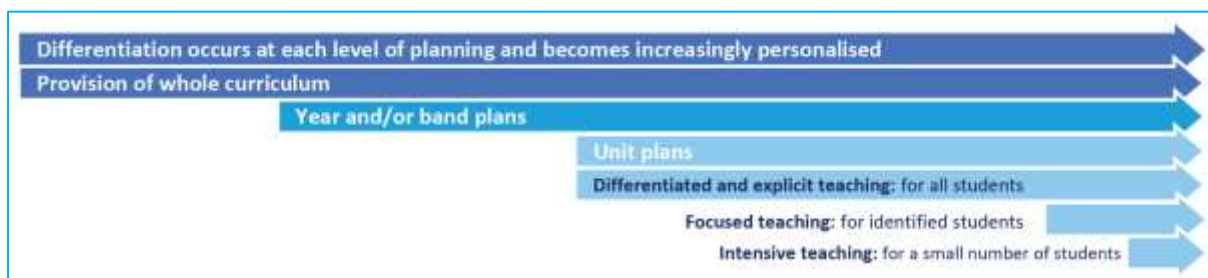 Differentiation occurs at each level of planning and becomes increasingly personalised
Provision of whole curriculum
Year and/or band plans
Unit plans
Differentiated and explicit teaching: for all students
Focused teaching: for identified students
Intensive teaching: for a small number of students